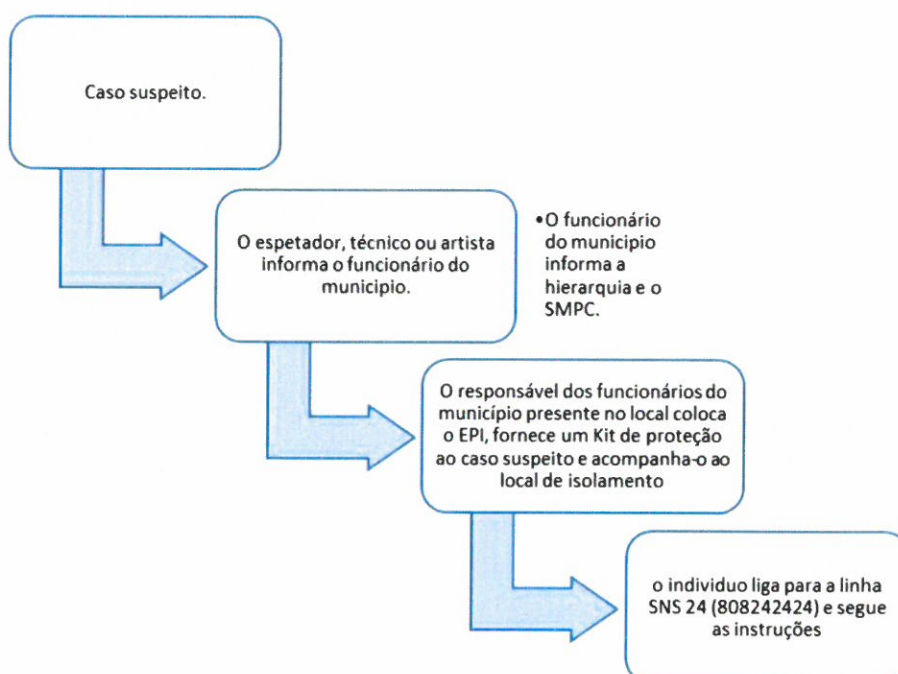 Caso suspeito.
O espetador, técnico ou artista
informa o funcionário do
municipio.
•O funcionário
do municipio
informa a
hierarquia e o
SMPC.
O responsável dos funcionários do
município presente no local coloca
o EPI, fornece um Kit de proteção
ao caso suspeito e acompanha-o ao
local de isolamento
o individuo liga para a linha
SNS 24 (808242424) e segue
as instruções